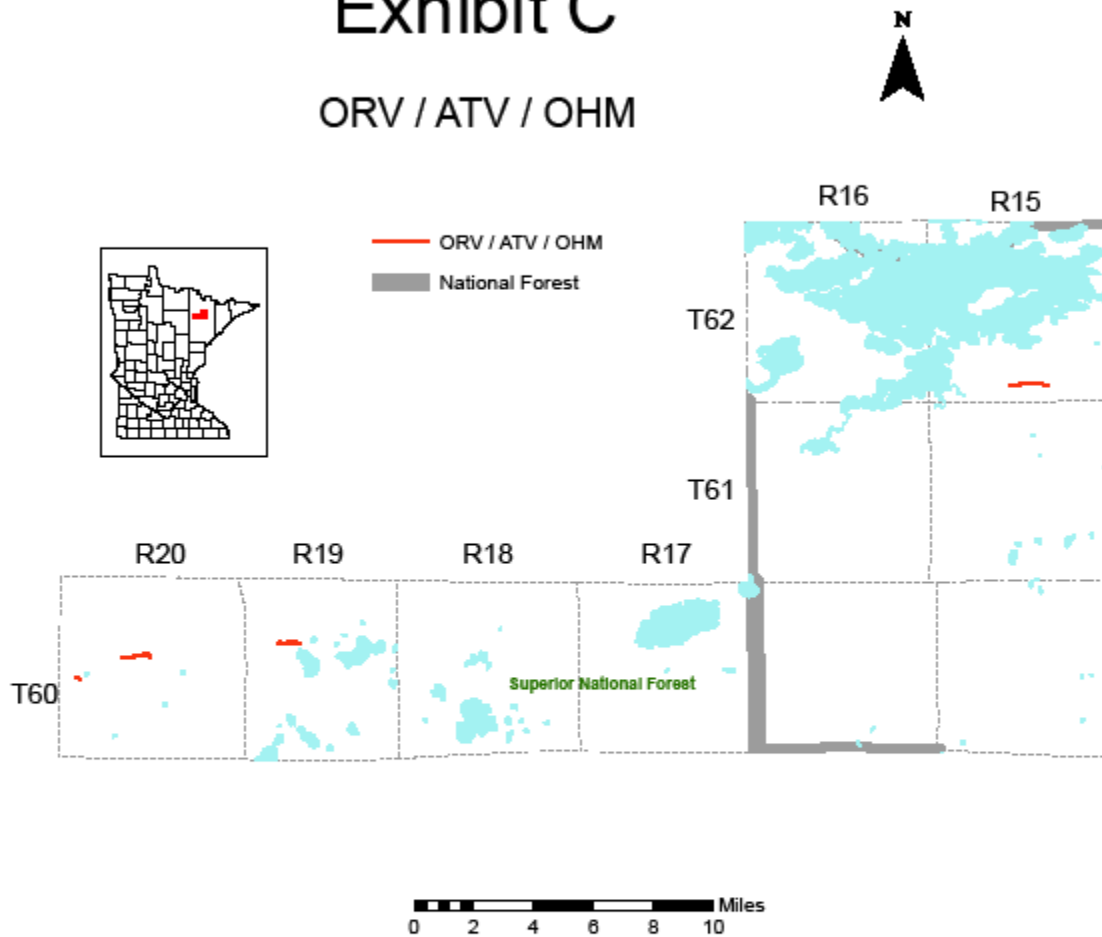 Exhibit C
N
ORV / ATV / OHM
R16
R15
ORV / ATV / OHM
National Forest
T62
T61
R20
R19
R18
R17
T60
Superior National Forest
Miles
0 2 4 6 8 10